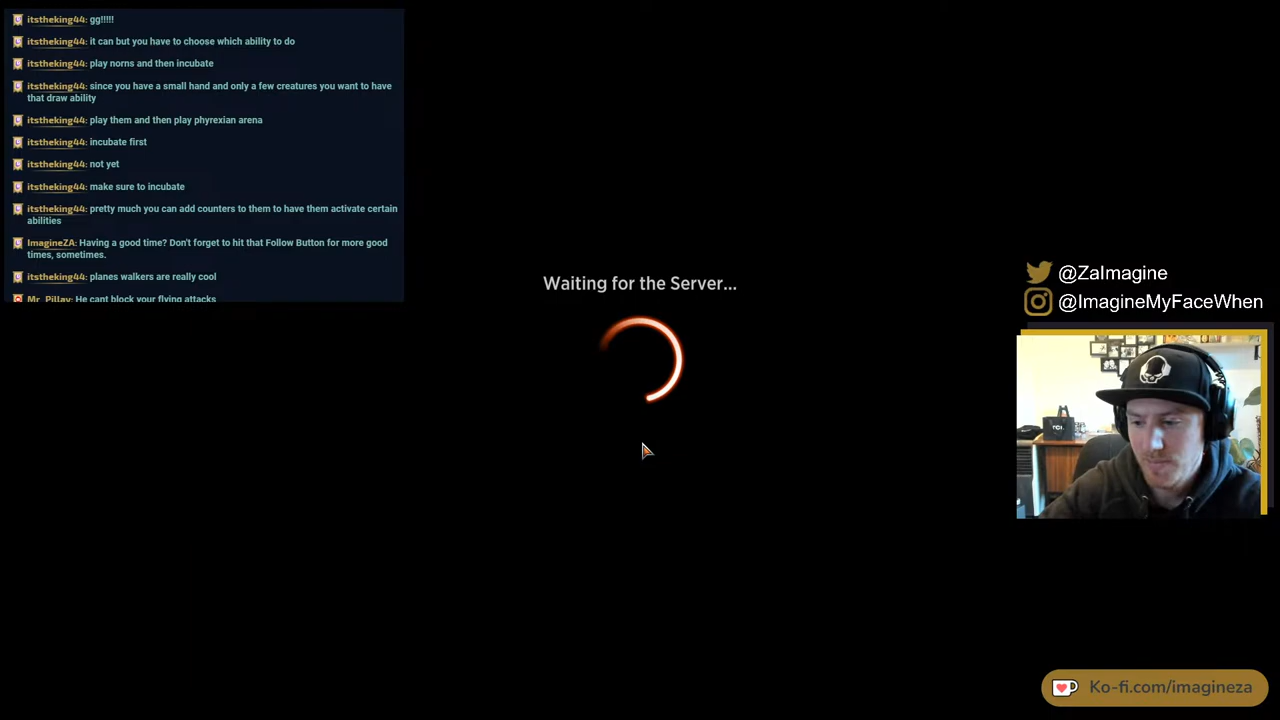 itstheking44: gg!!!!!
itstheking44: it can but you have to choose which ability to do
itstheking44: play norns and then incubate
itstheking44: since you have a small hand and only a few creatures you want to have
that draw ability
itstheking44: play them and then play phyrexian arena
itstheking44: incubate first
itstheking44: not yet
itstheking44: make sure to incubate
itstheking44: pretty much you can add counters to them to have them activate certain
abilities
ImagineZA: Having a good time? Don't forget to hit that Follow Button for more good
times, sometimes.
itstheking44: planes walkers are really cool
Mr_Pillay: He cant block your flying attacks
Waiting for the Server...
@ZaImagine
@ImagineMyFaceWhen
Ko-fi.com/imagineza